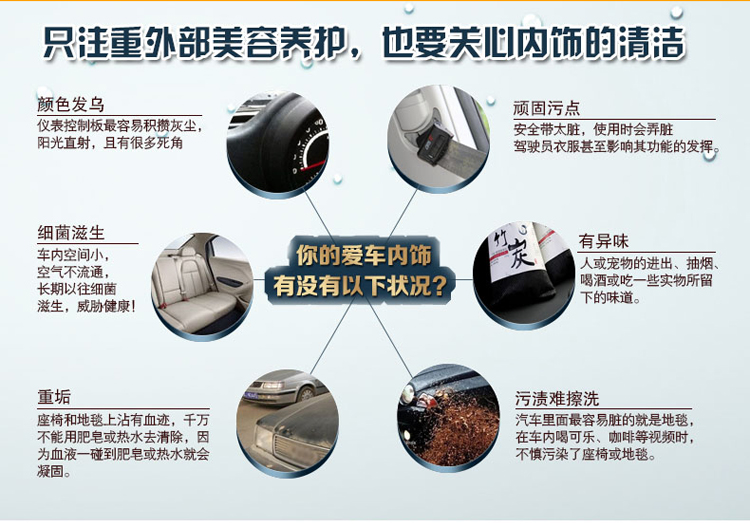 只注重外部美容养护，也要关心内饰的清洁
颜色发乌
仪表控制板最容易积攒灰尘，
阳光直射，且有很多死角
顽固污点
安全带太脏，使用时会弄脏
驾驶员衣服甚至影响其功能的发挥。
细菌滋生
车内空间小，
空气不流通，
长期以往细菌
滋生，威胁健康！
你的爱车内饰
有没有以下状况？
竹
炭
有异味
人或宠物的进出、抽烟、
喝酒或吃一些实物所留
下的味道。
重垢
座椅和地毯上沾有血迹，千万
不能用肥皂或热水去清除，因
为血液一碰到肥皂或热水就会
凝固。
污渍难擦洗
汽车里面最容易脏的就是地毯，
在车内喝可乐、咖啡等视频时，
不慎污染了座椅或地毯。